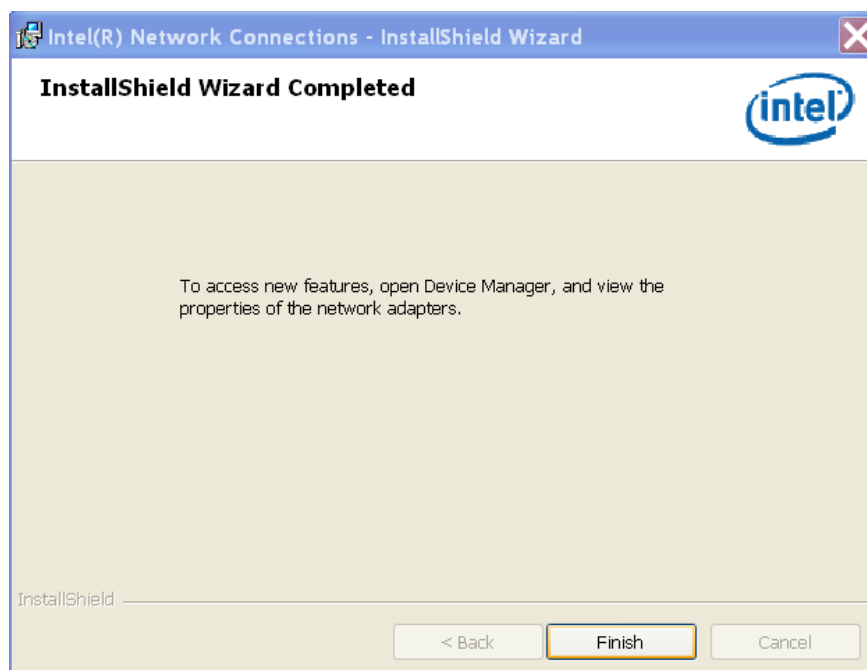 Intel(R) Network Connections - InstallShield Wizard
InstallShield Wizard Completed
intel
To access new features, open Device Manager, and view the
properties of the network adapters.
InstallShield
< Back
Finish
Cancel